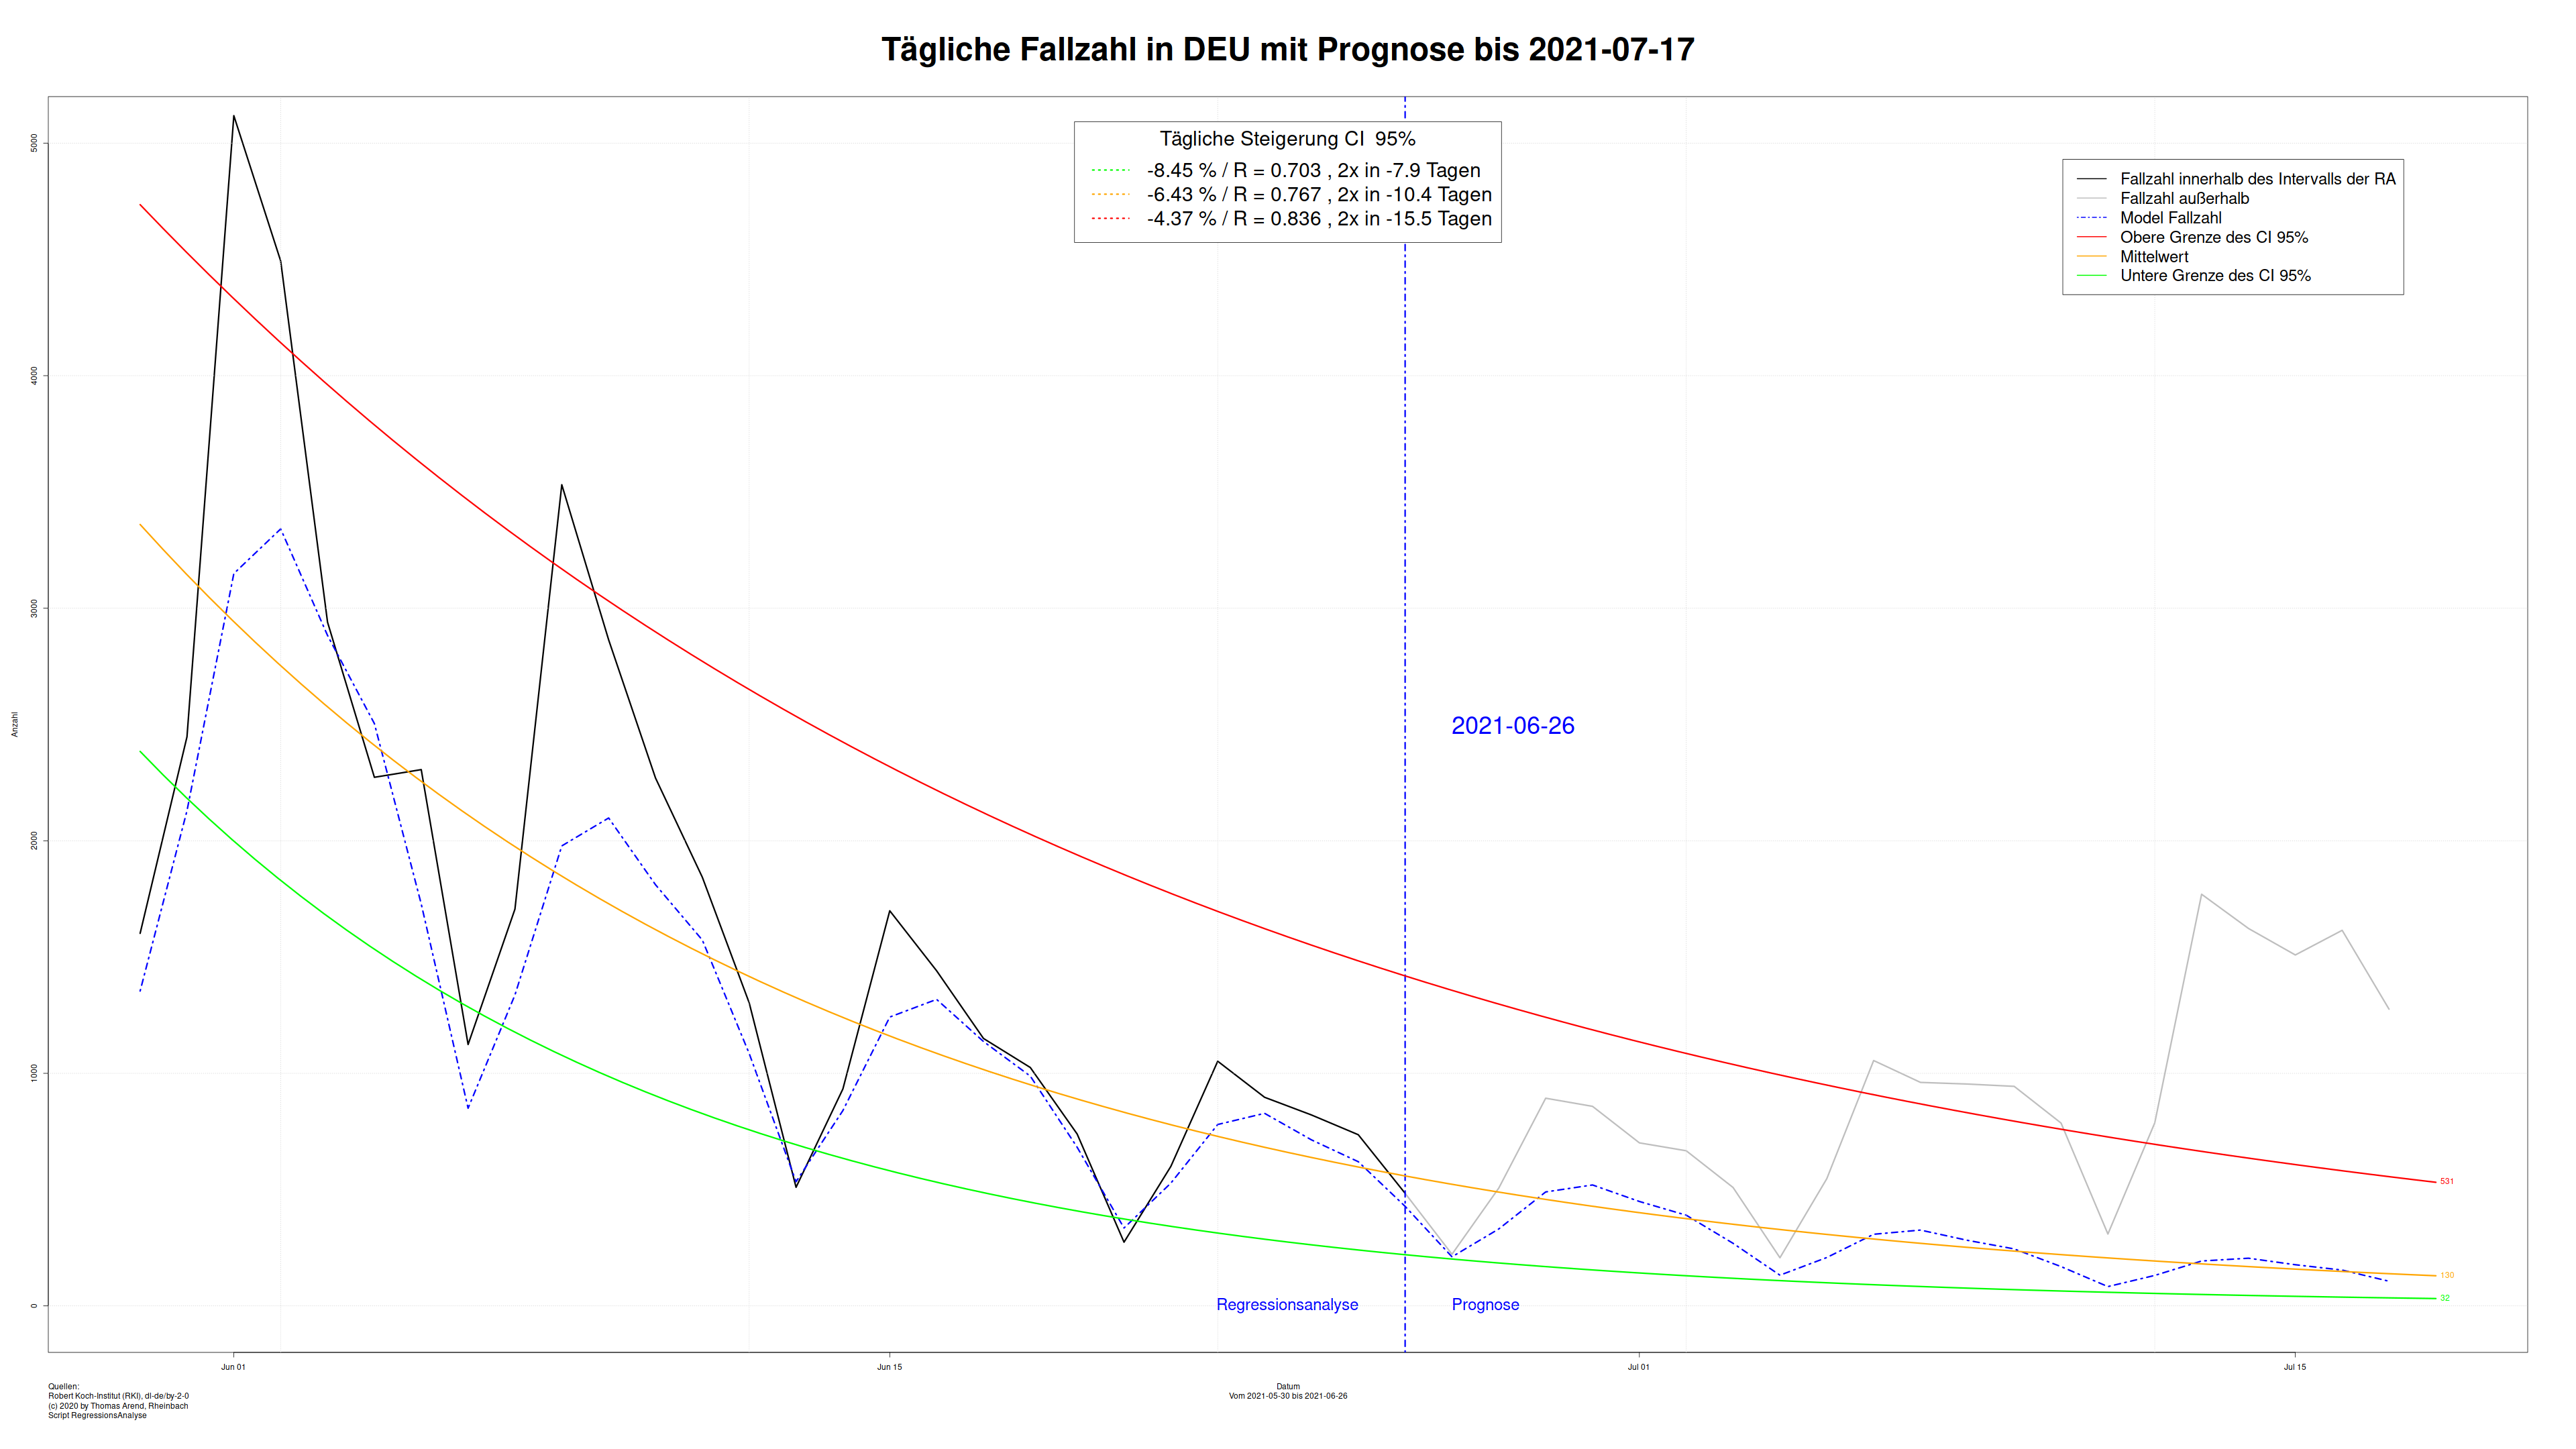 Tägliche Fallzahl in DEU mit Prognose bis 2021-07-17
Tägliche Steigerung CI  95%
-8.45 % / R = 0.703 , 2x in -7.9 Tagen
-6.43 % / R = 0.767 , 2x in -10.4 Tagen
-4.37 % / R = 0.836 , 2x in -15.5 Tagen
Fallzahl innerhalb des Intervalls der RA
Fallzahl außerhalb
Model Fallzahl
Obere Grenze des CI 95%
Mittelwert
Untere Grenze des CI 95%
5000
4000
3000
2000
1000
0
Anzahl
2021-06-26
531
130
32
Regressionsanalyse
Prognose
Jun 01
Jun 15
Jul 01
Jul 15
Datum
Vom 2021-05-30 bis 2021-06-26
Quellen:
Robert Koch-Institut (RKI), dl-de/by-2-0
(c) 2020 by Thomas Arend, Rheinbach
Script RegressionsAnalyse